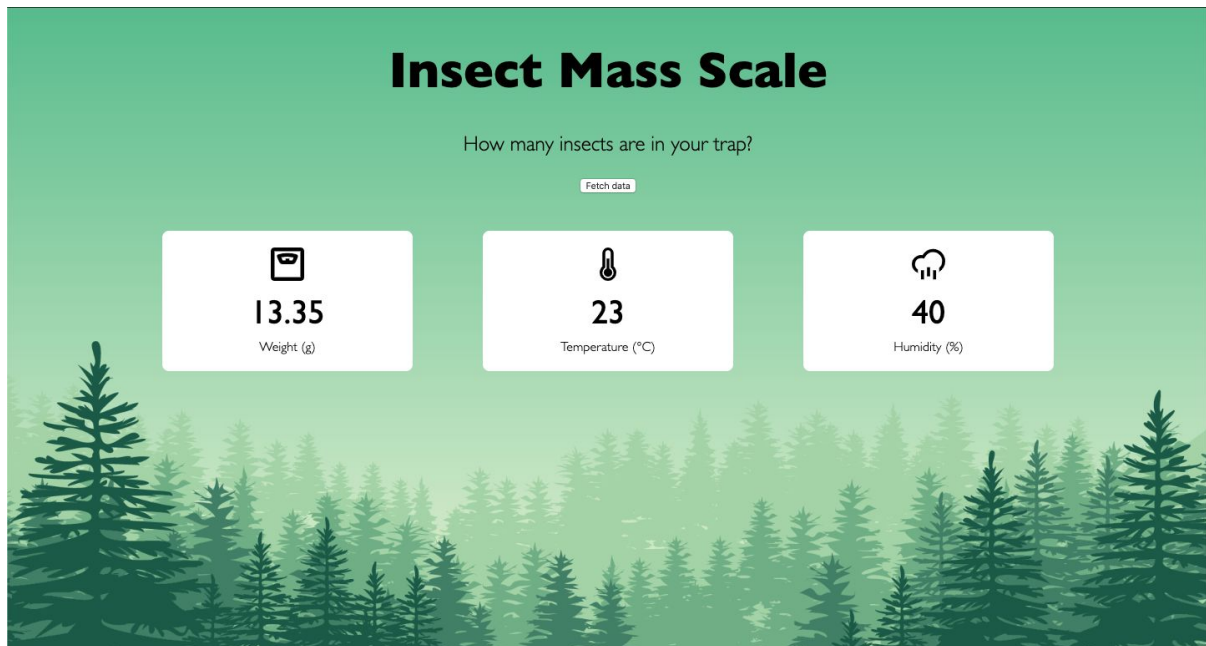 Insect Mass Scale
How many insects are in your trap?
Fetch data
13.35
Weight (g)
23
Temperature (°C)
40
Humidity (%)